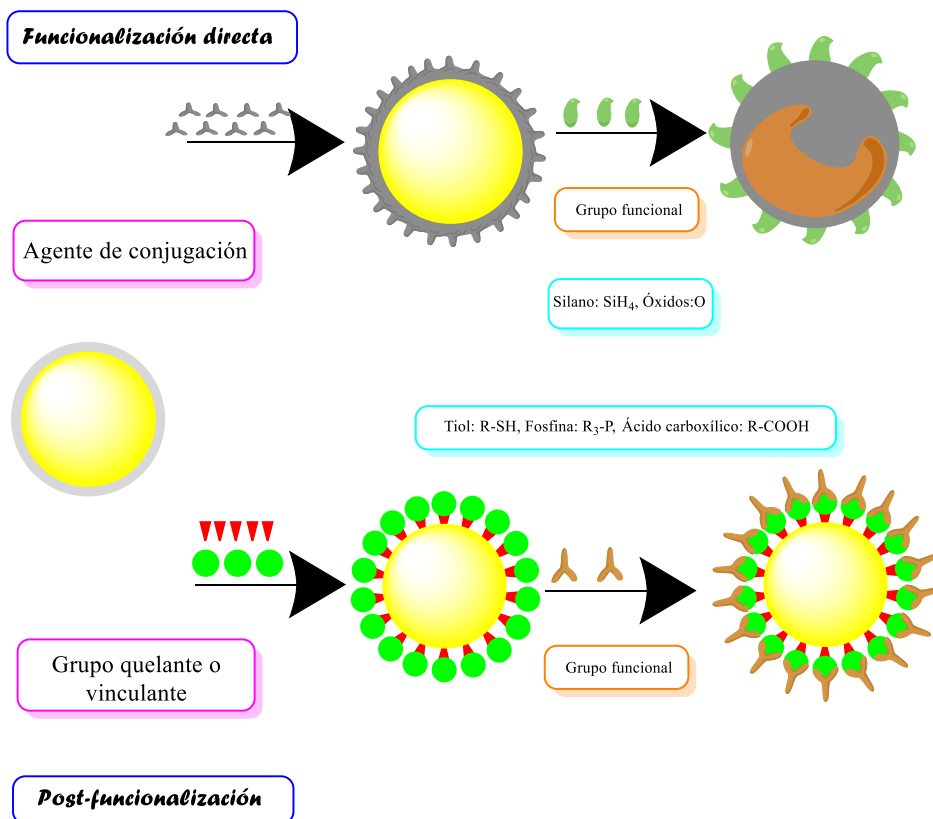 Funcionalización directa
Agente de conjugación
Grupo funcional
Silano: SiH₄, Óxidos:O
Tiol: R-SH, Fosfina: R₃-P, Ácido carboxílico: R-COOH
Grupo quelante o
vinculante
Grupo funcional
Post-funcionalización